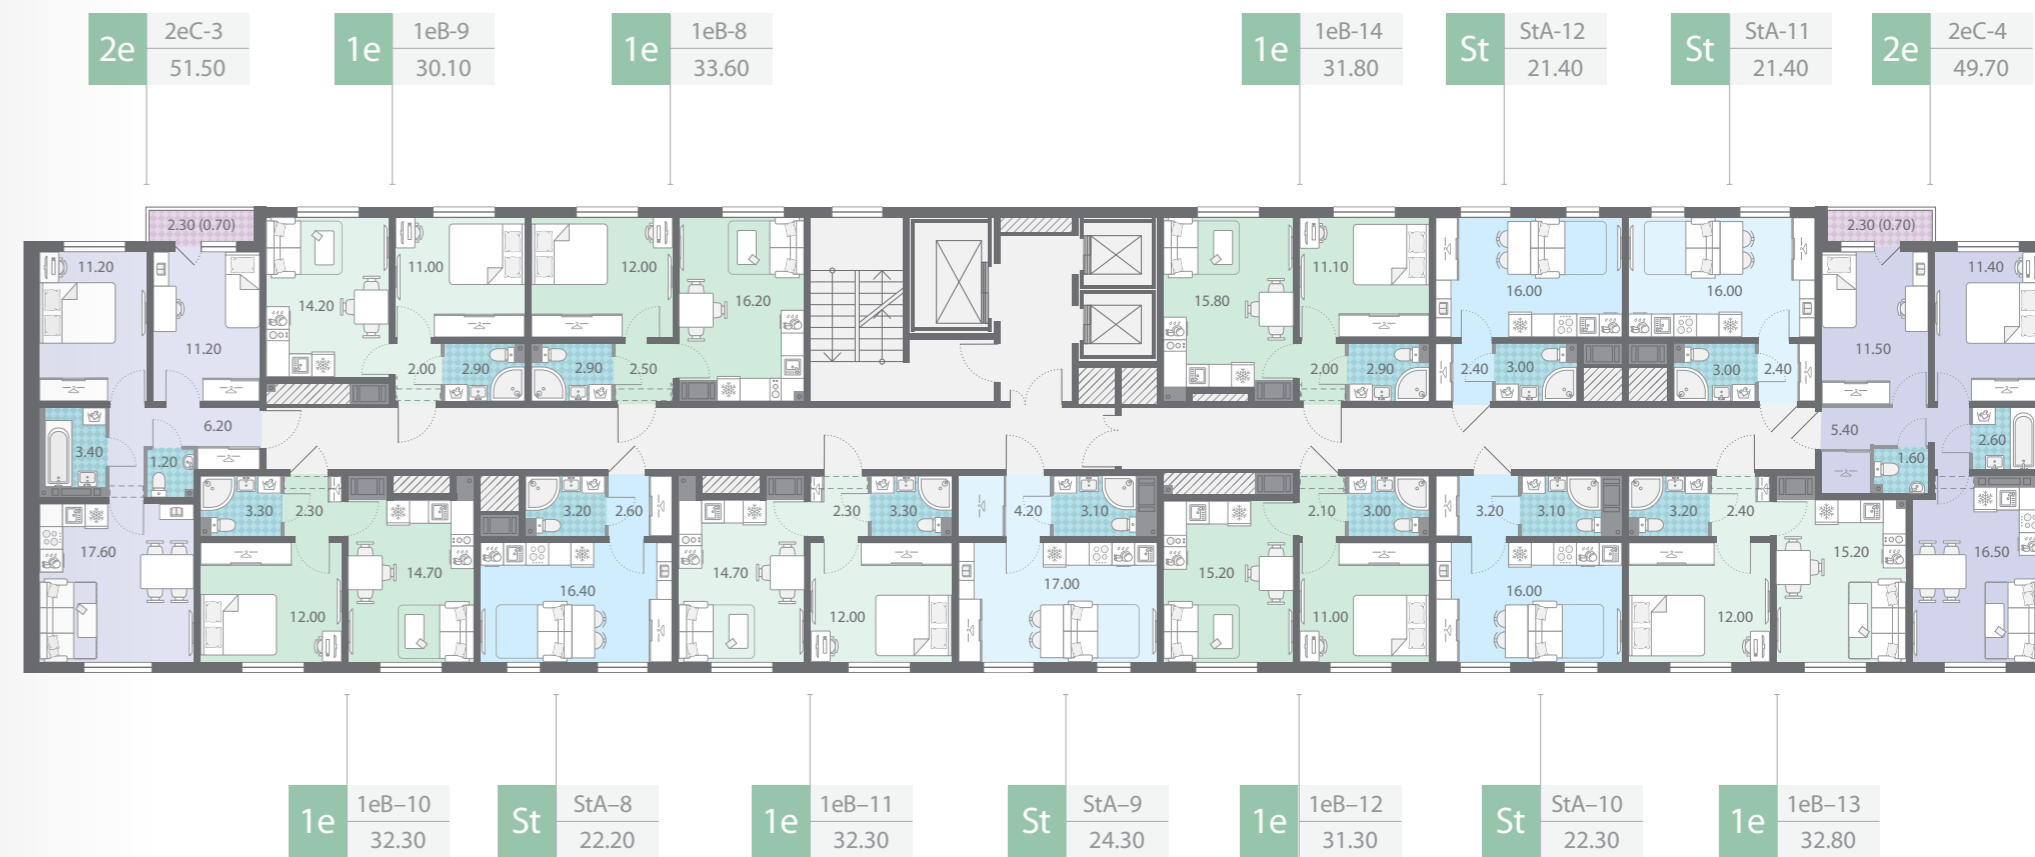 2e
2eC-3
51.50
1e
1eB-9
30.10
1e
1eB-8
33.60
1e
1eB-14
31.80
St
StA-12
21.40
St
StA-11
21.40
2e
2eC-4
49.70
2.30 (0.70)
2.30 (0.70)
11.20
11.00
12.00
11.10
11.40
14.20
16.20
15.80
16.00
16.00
11.20
11.50
2.00
2.90
2.90
2.50
2.00
2.90
2.40
3.00
3.00
2.40
6.20
5.40
3.40
1.20
2.60
1.60
3.30
2.30
3.20
2.60
2.30
3.30
4.20
3.10
2.10
3.00
3.20
3.10
3.20
2.40
17.60
14.70
16.40
14.70
17.00
15.20
16.00
15.20
16.50
12.00
12.00
11.00
12.00
1e
1eB–10
32.30
St
StA–8
22.20
1e
1eB–11
32.30
St
StA–9
24.30
1e
1eB–12
31.30
St
StA–10
22.30
1e
1eB–13
32.80